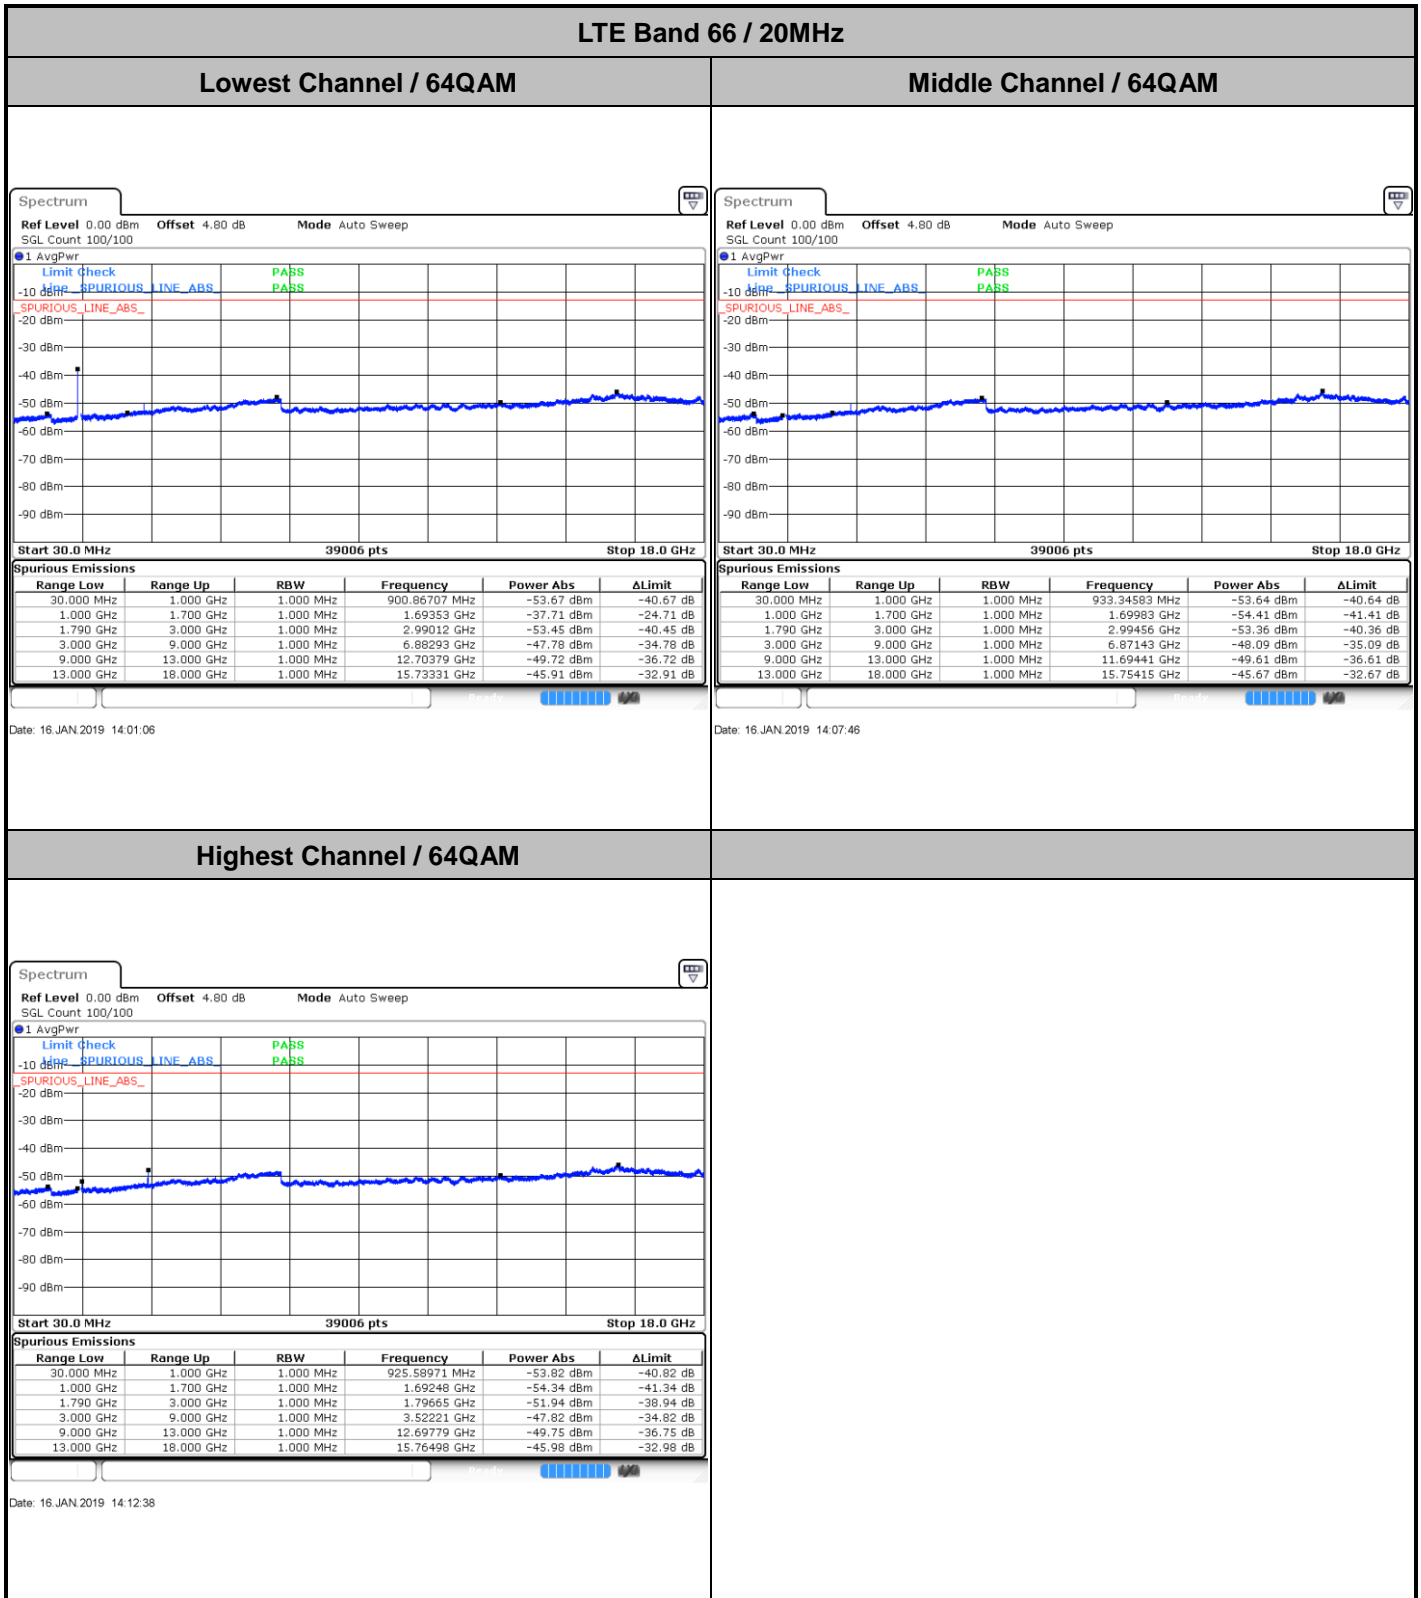 LTE Band 66 / 20MHz
Lowest Channel / 64QAM
Middle Channel / 64QAM
Spectrum
Ref Level 0.00 dBm Offset 4.80 dB Mode Auto Sweep
SGL Count 100/100
1 AvgPwr
Limit Check PASS
Line _SPURIOUS_LINE_ABS_ PASS
_SPURIOUS_LINE_ABS_
-10 dBm
-20 dBm
-30 dBm
-40 dBm
-50 dBm
-60 dBm
-70 dBm
-80 dBm
-90 dBm
Start 30.0 MHz 39006 pts Stop 18.0 GHz
Spurious Emissions
Range Low Range Up RBW Frequency Power Abs ΔLimit
30.000 MHz 1.000 GHz 1.000 MHz 900.86707 MHz -53.67 dBm -40.67 dB
1.000 GHz 1.700 GHz 1.000 MHz 1.69353 GHz -37.71 dBm -24.71 dB
1.790 GHz 3.000 GHz 1.000 MHz 2.99012 GHz -53.45 dBm -40.45 dB
3.000 GHz 9.000 GHz 1.000 MHz 6.88293 GHz -47.78 dBm -34.78 dB
9.000 GHz 13.000 GHz 1.000 MHz 12.70379 GHz -49.72 dBm -36.72 dB
13.000 GHz 18.000 GHz 1.000 MHz 15.73331 GHz -45.91 dBm -32.91 dB
Date: 16.JAN.2019 14:01:06
Spectrum
Ref Level 0.00 dBm Offset 4.80 dB Mode Auto Sweep
SGL Count 100/100
1 AvgPwr
Limit Check PASS
Line _SPURIOUS_LINE_ABS_ PASS
_SPURIOUS_LINE_ABS_
-10 dBm
-20 dBm
-30 dBm
-40 dBm
-50 dBm
-60 dBm
-70 dBm
-80 dBm
-90 dBm
Start 30.0 MHz 39006 pts Stop 18.0 GHz
Spurious Emissions
Range Low Range Up RBW Frequency Power Abs ΔLimit
30.000 MHz 1.000 GHz 1.000 MHz 933.34583 MHz -53.64 dBm -40.64 dB
1.000 GHz 1.700 GHz 1.000 MHz 1.69983 GHz -54.41 dBm -41.41 dB
1.790 GHz 3.000 GHz 1.000 MHz 2.99456 GHz -53.36 dBm -40.36 dB
3.000 GHz 9.000 GHz 1.000 MHz 6.87143 GHz -48.09 dBm -35.09 dB
9.000 GHz 13.000 GHz 1.000 MHz 11.69441 GHz -49.61 dBm -36.61 dB
13.000 GHz 18.000 GHz 1.000 MHz 15.75415 GHz -45.67 dBm -32.67 dB
Date: 16.JAN.2019 14:07:46
Highest Channel / 64QAM
Spectrum
Ref Level 0.00 dBm Offset 4.80 dB Mode Auto Sweep
SGL Count 100/100
1 AvgPwr
Limit Check PASS
Line _SPURIOUS_LINE_ABS_ PASS
_SPURIOUS_LINE_ABS_
-10 dBm
-20 dBm
-30 dBm
-40 dBm
-50 dBm
-60 dBm
-70 dBm
-80 dBm
-90 dBm
Start 30.0 MHz 39006 pts Stop 18.0 GHz
Spurious Emissions
Range Low Range Up RBW Frequency Power Abs ΔLimit
30.000 MHz 1.000 GHz 1.000 MHz 925.58971 MHz -53.82 dBm -40.82 dB
1.000 GHz 1.700 GHz 1.000 MHz 1.69248 GHz -54.34 dBm -41.34 dB
1.790 GHz 3.000 GHz 1.000 MHz 1.79665 GHz -51.94 dBm -38.94 dB
3.000 GHz 9.000 GHz 1.000 MHz 3.52221 GHz -47.82 dBm -34.82 dB
9.000 GHz 13.000 GHz 1.000 MHz 12.69779 GHz -49.75 dBm -36.75 dB
13.000 GHz 18.000 GHz 1.000 MHz 15.76498 GHz -45.98 dBm -32.98 dB
Date: 16.JAN.2019 14:12:38